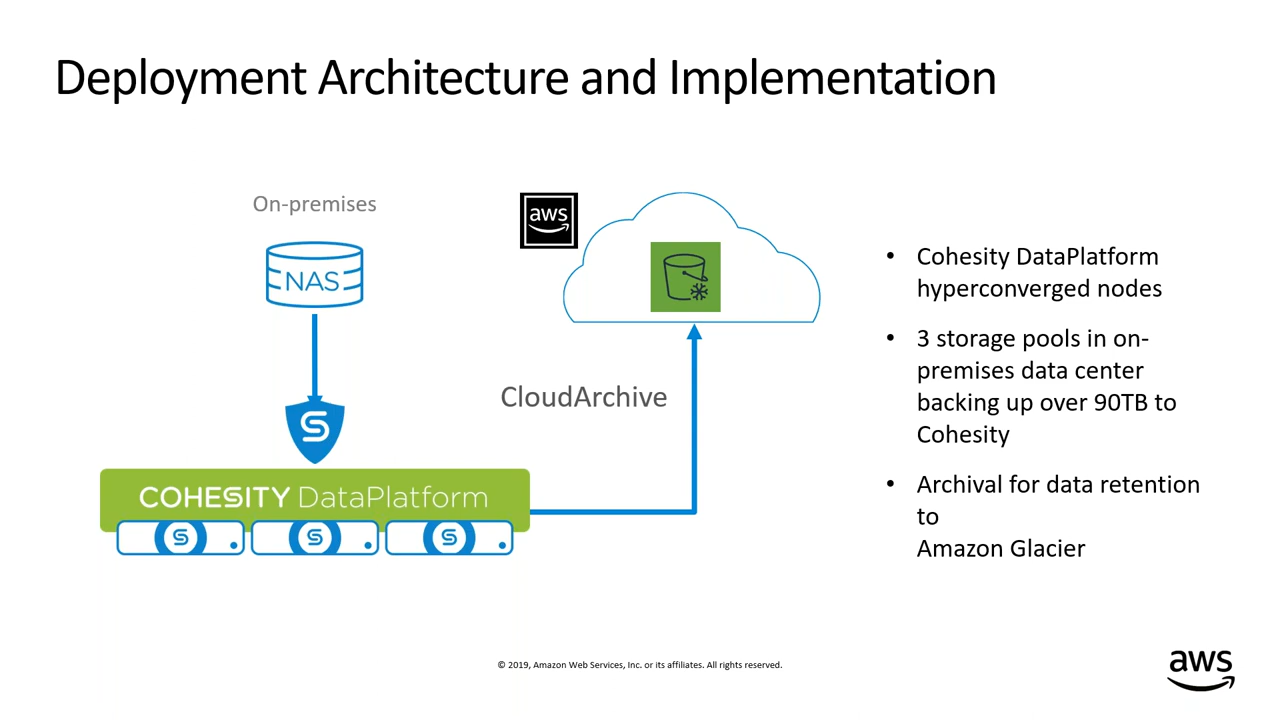 Deployment Architecture and Implementation
On-premises
NAS
aws
CloudArchive
COHESITY DataPlatform
• Cohesity DataPlatform
hyperconverged nodes
• 3 storage pools in on-
premises data center
backing up over 90TB to
Cohesity
• Archival for data retention
to
Amazon Glacier
© 2019, Amazon Web Services, Inc. or its affiliates. All rights reserved.
aws